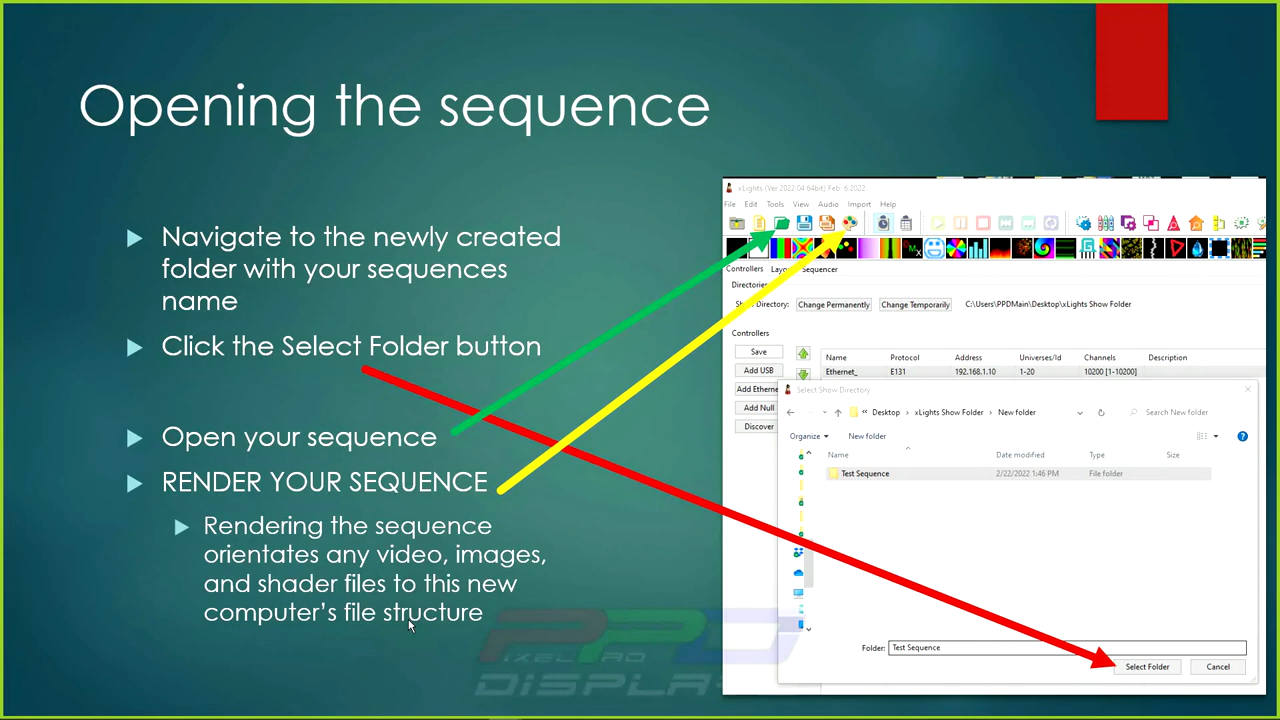 Opening the sequence
Navigate to the newly created
folder with your sequences
name
Click the Select Folder button
Open your sequence
RENDER YOUR SEQUENCE
Rendering the sequence
orientates any video, images,
and shader files to this new
computer's file structure
xLights (Ver 2022.04 64bit) Feb 6 2022
File Edit Tools View Audio Import Help
Controllers Sequencer
Directories
Directory: Change Permanently Change Temporarily C:\Users\PPDMain\Desktop\xLights Show Folder
Controllers
Save
Add USB
Add Etherne
Add Null
Discover
Name Protocol Address Universes/Id Channels Description
Ethernet_ E131 192.168.1.10 1-20 10200 [1-10200]
Select Show Directory
Desktop xLights Show Folder New folder Search New folder
Organize New folder
Name Date modified Type Size
Test Sequence 2/22/2022 1:46 PM File folder
Folder: Test Sequence
Select Folder Cancel
PPD
DISPLA